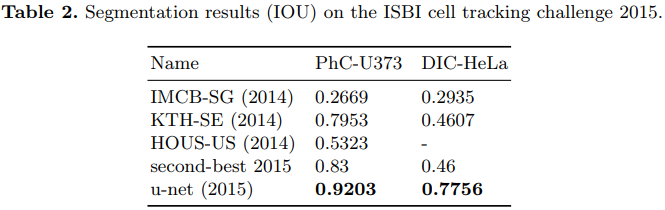 Table 2. Segmentation results (IOU) on the ISBI cell tracking challenge 2015.
Name PhC-U373 DIC-HeLa
IMCB-SG (2014) 0.2669 0.2935
KTH-SE (2014) 0.7953 0.4607
HOUS-US (2014) 0.5323 -
second-best 2015 0.83 0.46
u-net (2015) 0.9203 0.7756